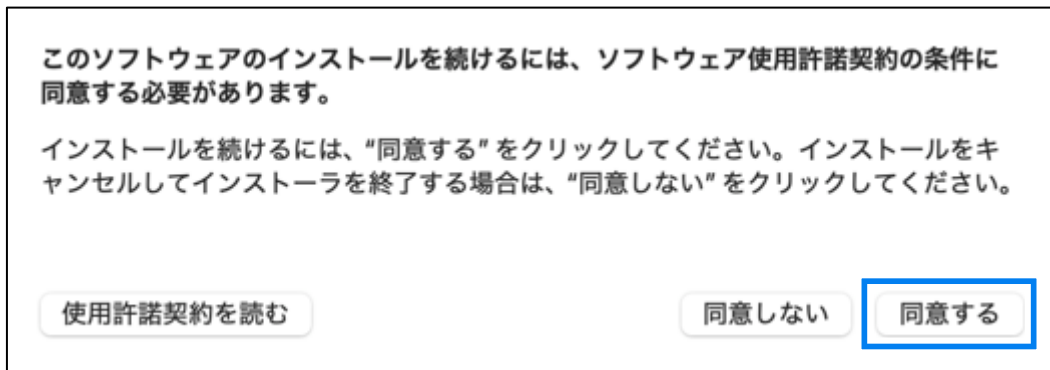 このソフトウェアのインストールを続けるには、ソフトウェア使用許諾契約の条件に
同意する必要があります。
インストールを続けるには、“同意する” をクリックしてください。インストールをキ
ャンセルしてインストーラを終了する場合は、“同意しない” をクリックしてください。
使用許諾契約を読む 同意しない 同意する